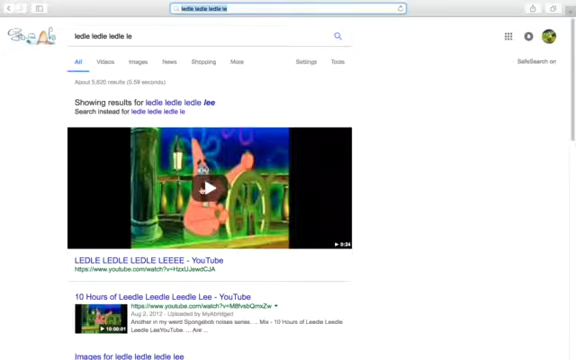 ledle ledle ledle le
ledle ledle ledle le
All Videos Images News Shopping More Settings Tools
SafeSearch on
About 5,820 results (5.59 seconds)
Showing results for ledle ledle ledle lee
Search instead for ledle ledle ledle le
0:24
LEDLE LEDLE LEDLE LEEEE - YouTube
https://www.youtube.com/watch?v=HzxUJewdCJA
10 Hours of Leedle Leedle Leedle Lee - YouTube
https://www.youtube.com/watch?v=MBfvsbQmsZw
Aug 2, 2012 - Uploaded by MyAbridged
Another in my weird Spongebob noises series. ... Mix - 10 Hours of Leedle Leedle
Leedle LeeYouTube ... Are ...
10:00:01
Images for ledle ledle ledle lee